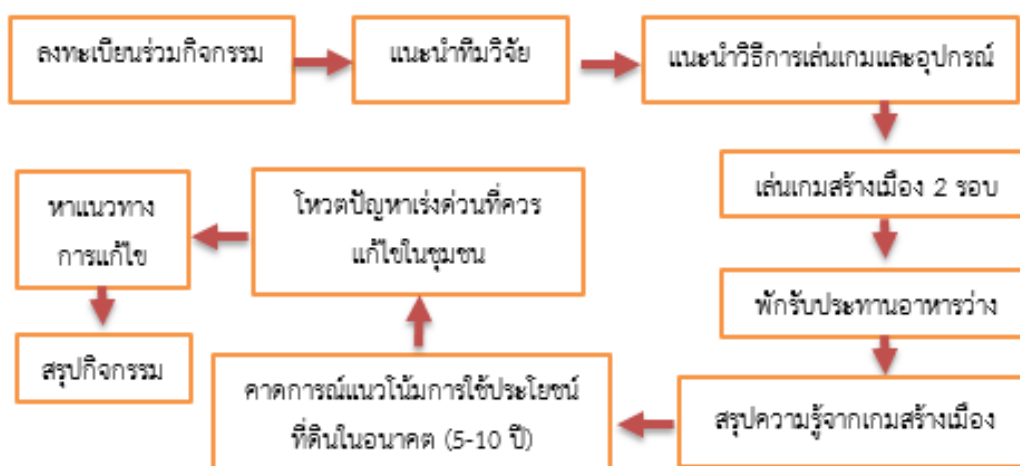 ลงทะเบียนร่วมกิจกรรม
แนะนำทีมวิจัย
แนะนำวิธีการเล่นเกมและอุปกรณ์
เล่นเกมสร้างเมือง 2 รอบ
พักรับประทานอาหารว่าง
สรุปความรู้จากเกมสร้างเมือง
คาดการณ์แนวโน้มการใช้ประโยชน์
ที่ดินในอนาคต (5-10 ปี)
โหวตปัญหาเร่งด่วนที่ควร
แก้ไขในชุมชน
หาแนวทาง
การแก้ไข
สรุปกิจกรรม